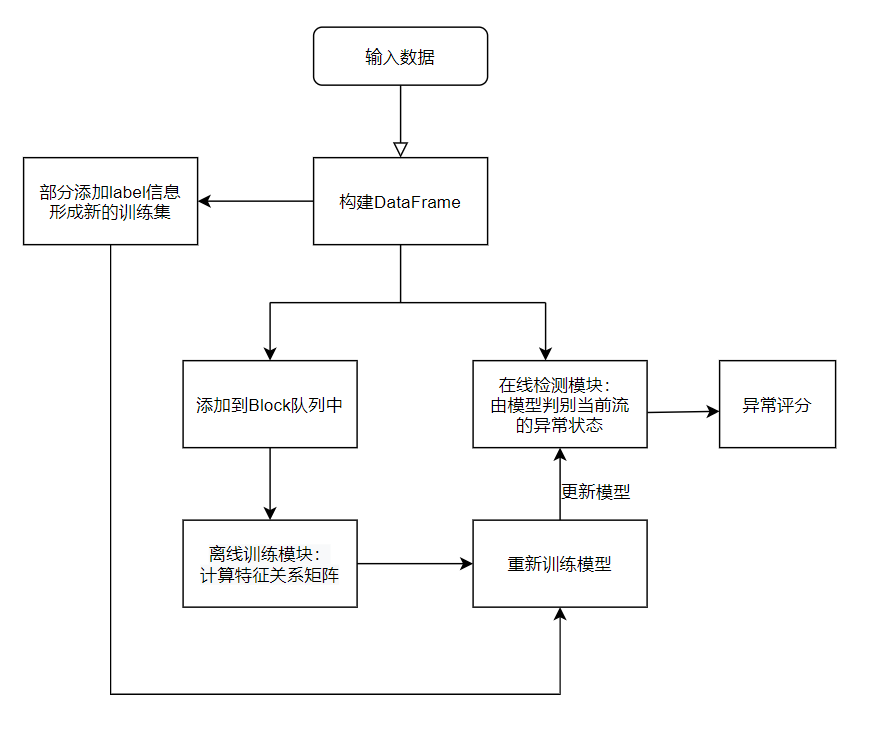 输入数据
部分添加label信息
形成新的训练集
构建DataFrame
添加到Block队列中
在线检测模块：
由模型判别当前流
的异常状态
异常评分
更新模型
离线训练模块：
计算特征关系矩阵
重新训练模型